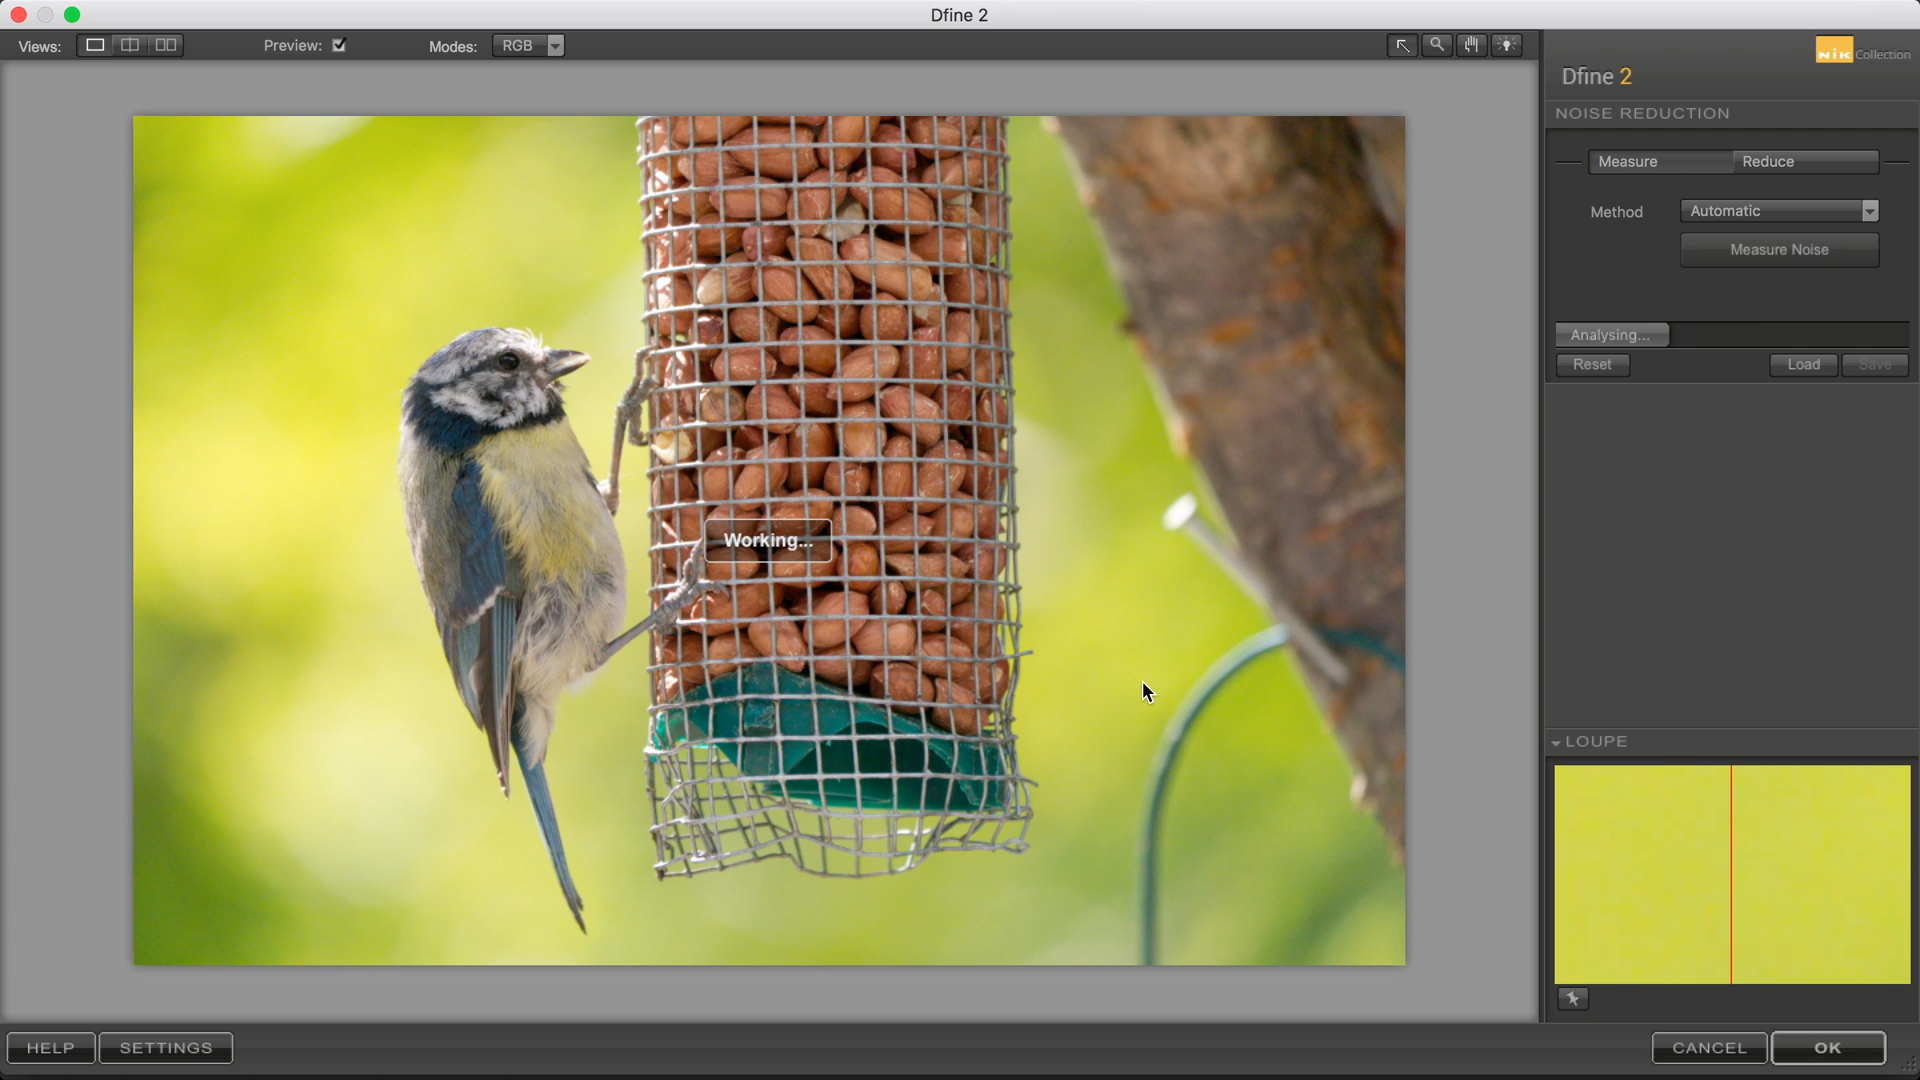 Dfine 2
Views:
Preview:
Modes:
RGB
Nik Collection
Dfine 2
NOISE REDUCTION
Measure
Reduce
Method
Automatic
Measure Noise
Analysing...
Reset
Load
Save
Working...
LOUPE
HELP
SETTINGS
CANCEL
OK